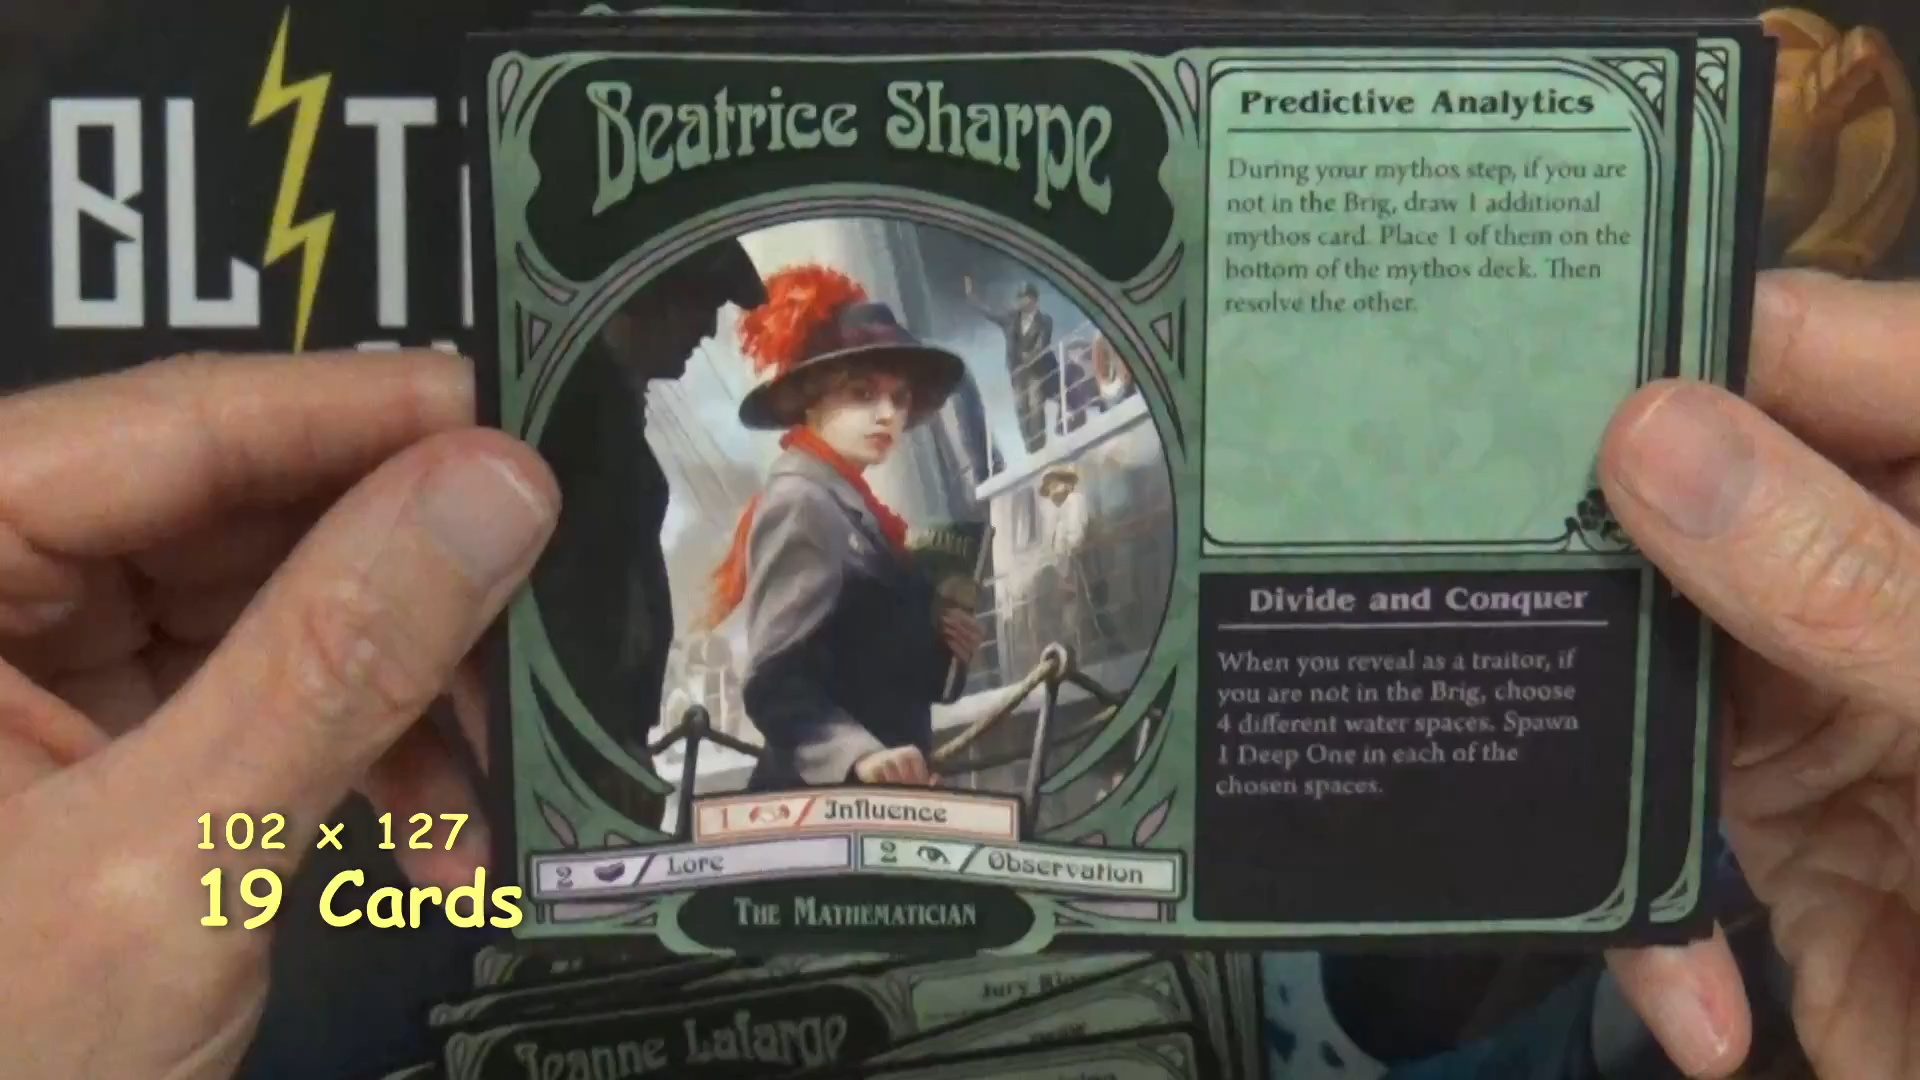 BL TZ
Beatrice Sharpe
Predictive Analytics
During your mythos step, if you are
not in the Brig, draw 1 additional
mythos card. Place 1 of them on the
bottom of the mythos deck. Then
resolve the other.
Divide and Conquer
When you reveal as a traitor, if
you are not in the Brig, choose
4 different water spaces. Spawn
1 Deep One in each of the
chosen spaces.
1 / Influence
2 / Lore
2 / Observation
The Mathematician
102 x 127
19 Cards
Jury
Jeanne Lafarge